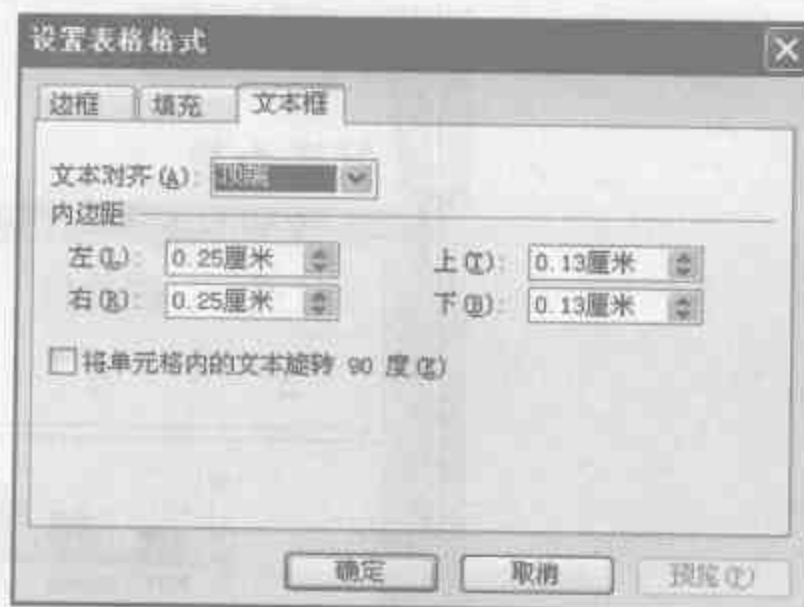 设置表格格式
边框 填充 文本框
文本对齐(A):
内边距
左(L): 0.25厘米 上(T): 0.13厘米
右(R): 0.25厘米 下(B): 0.13厘米
将单元格内的文本旋转 90 度(E)
确定 取消 预览(P)